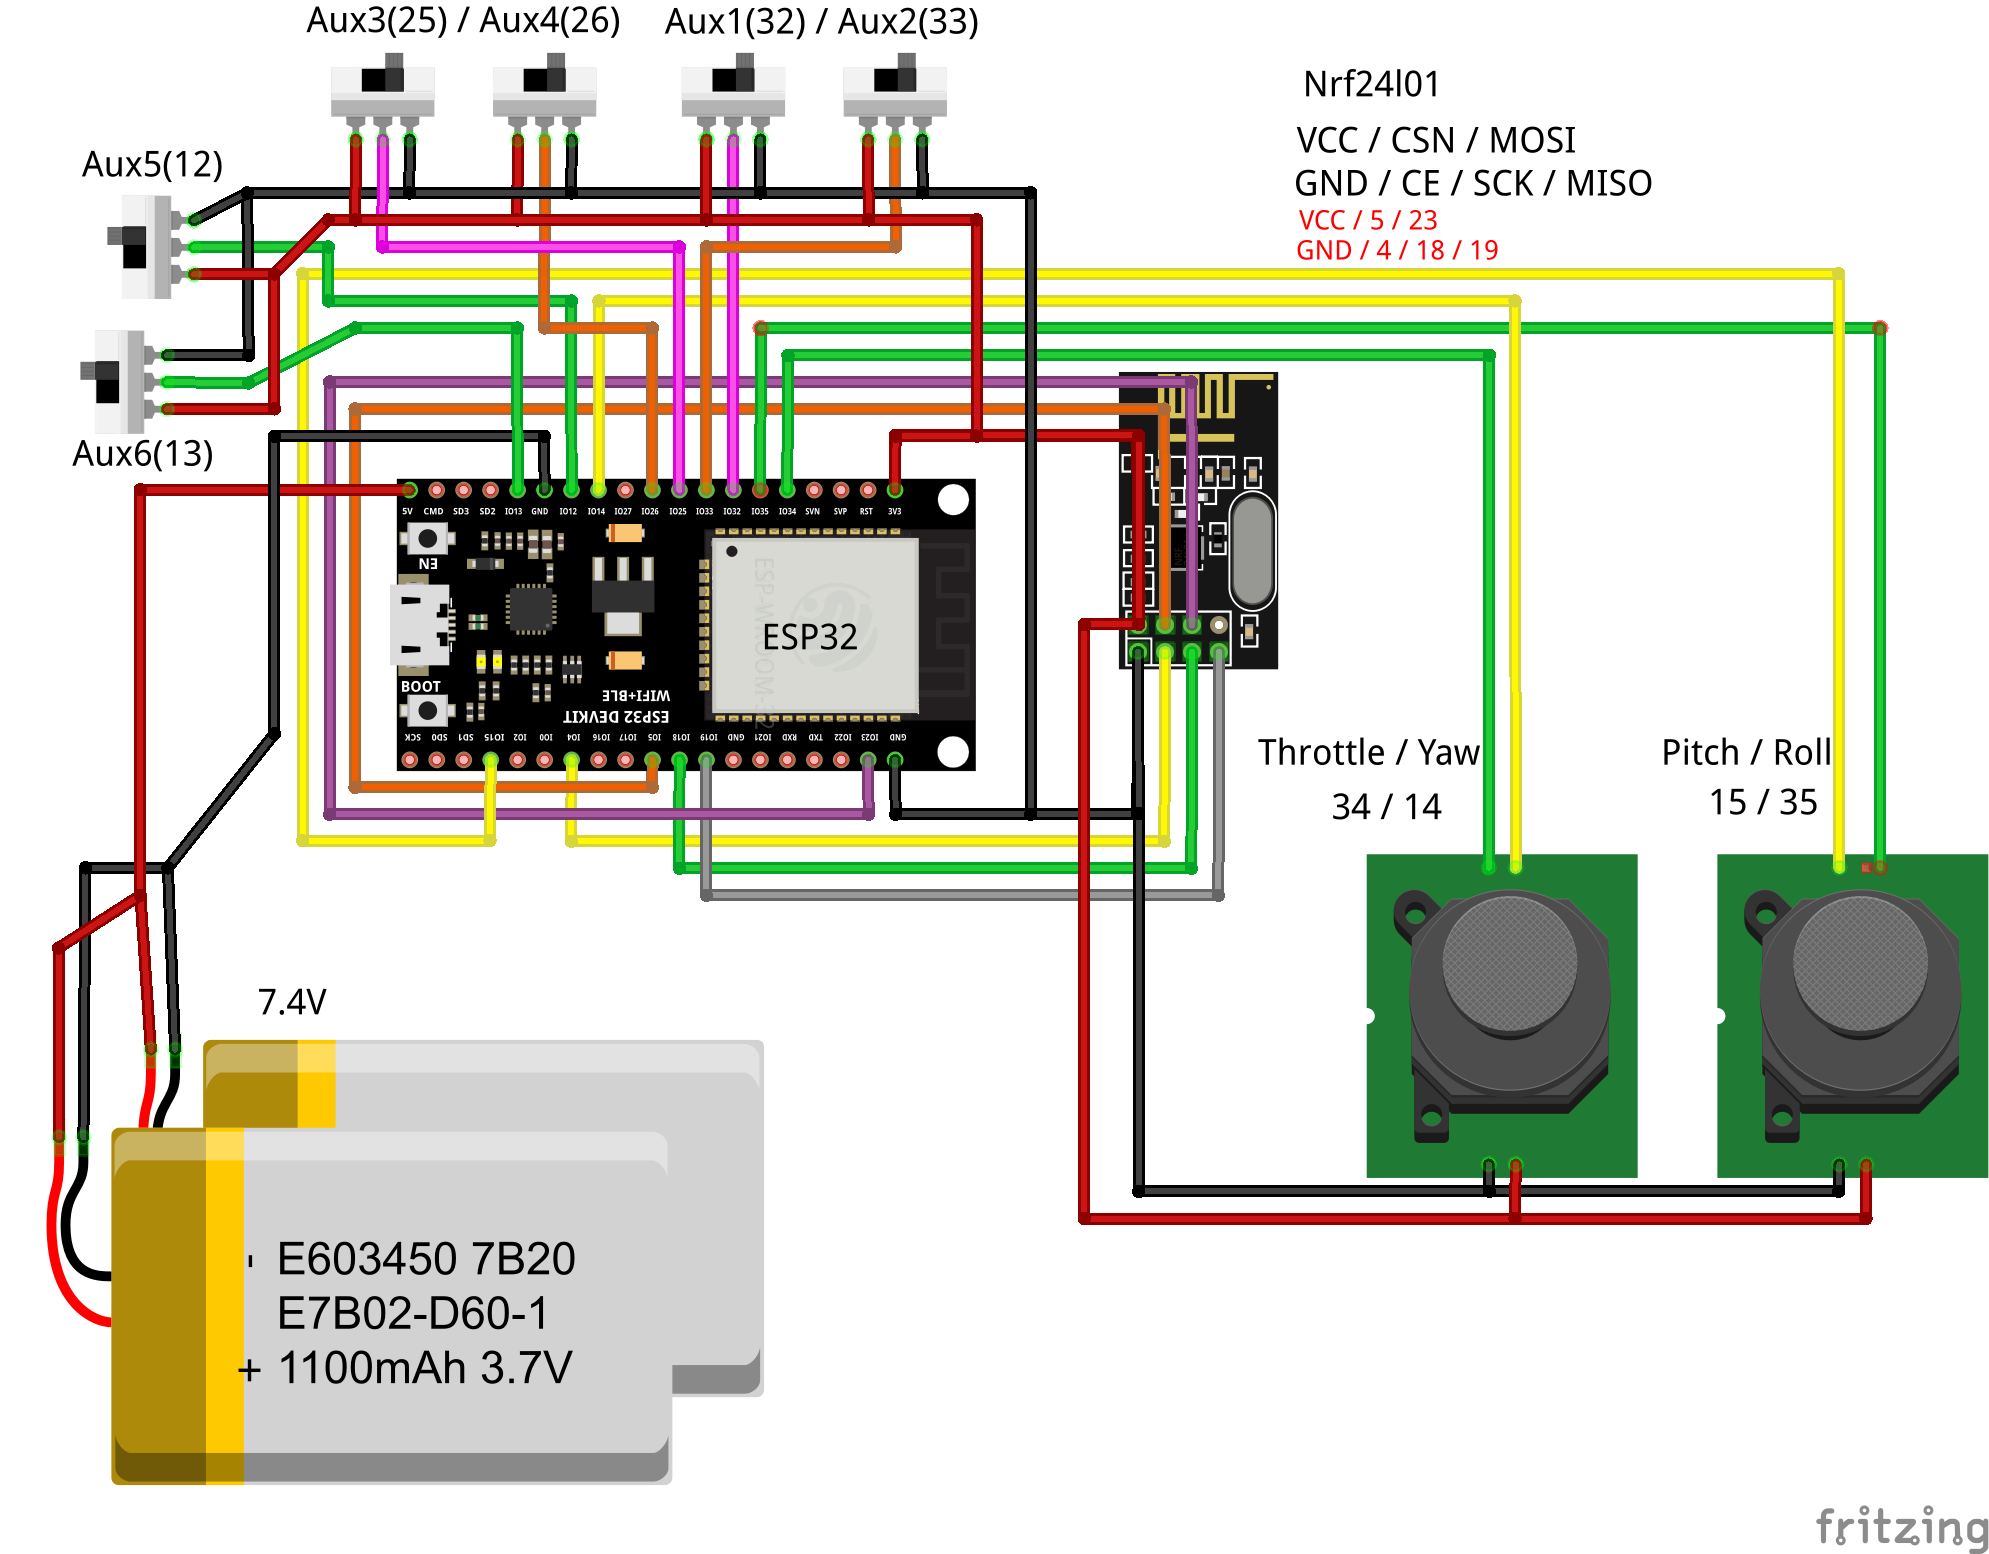 Aux3(25) / Aux4(26)
Aux1(32) / Aux2(33)
Nrf24l01
VCC / CSN / MOSI
GND / CE / SCK / MISO
VCC / 5 / 23
GND / 4 / 18 / 19
Aux5(12)
Aux6(13)
5V CMD SD3 SD2 IO13 GND IO12 IO14 IO27 IO26 IO25 IO33 IO32 IO35 IO34 SVN SVP RST 3V3
EN
ESP-WROOM-32
ESP32
BOOT
WIFI+BLE
ESP32 DEVKIT
SCK SD0 SD1 IO15 IO2 IO0 IO4 IO16 IO17 IO5 IO18 IO19 GND IO21 RXD TXD IO22 IO23 GND
Throttle / Yaw
34 / 14
Pitch / Roll
15 / 35
7.4V
- E603450 7B20
E7B02-D60-1
+ 1100mAh 3.7V
fritzing